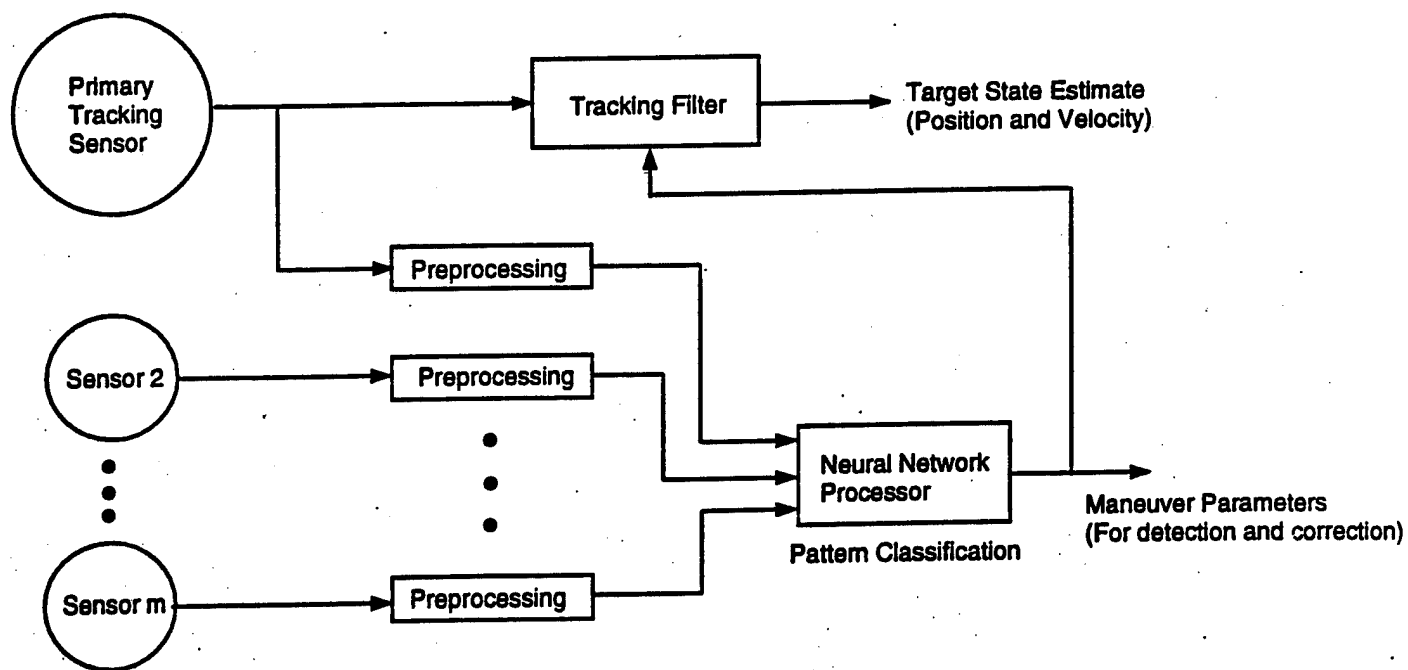 Primary
Tracking
Sensor
Tracking Filter
Target State Estimate
(Position and Velocity)
Preprocessing
Sensor 2
Preprocessing
Neural Network
Processor
Pattern Classification
Maneuver Parameters
(For detection and correction)
Sensor m
Preprocessing